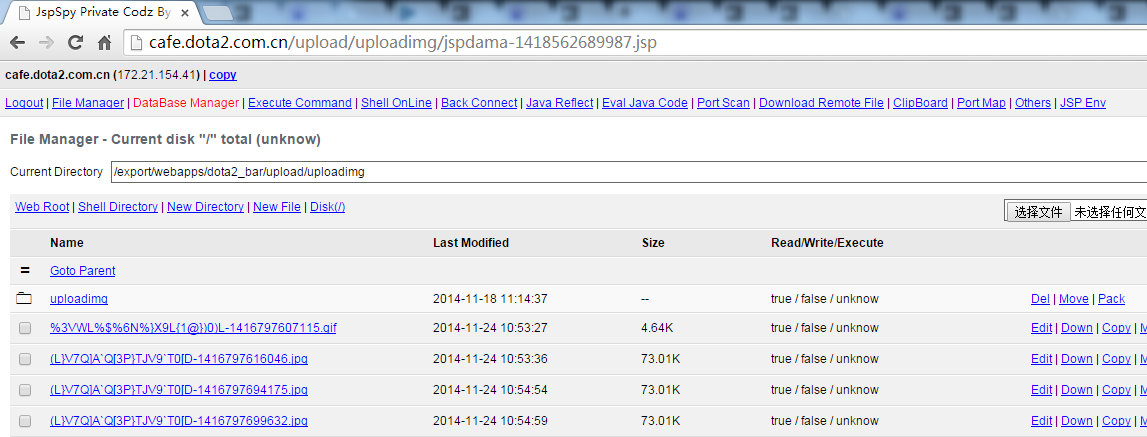 JspSpy Private Codz By
cafe.dota2.com.cn/upload/uploadimg/jspdama-1418562689987.jsp
cafe.dota2.com.cn (172.21.154.41) | copy
Logout | File Manager | DataBase Manager | Execute Command | Shell OnLine | Back Connect | Java Reflect | Eval Java Code | Port Scan | Download Remote File | ClipBoard | Port Map | Others | JSP Env
File Manager - Current disk "/" total (unknow)
Current Directory /export/webapps/dota2_bar/upload/uploadimg
Web Root | Shell Directory | New Directory | New File | Disk(/) 选择文件 未选择任何文
Name Last Modified Size Read/Write/Execute
= Goto Parent
uploadimg 2014-11-18 11:14:37 -- true / false / unknow Del | Move | Pack
%3VWL%$%6N%}X9L{1@})0)L-1416797607115.gif 2014-11-24 10:53:27 4.64K true / false / unknow Edit | Down | Copy | M
(L}V7Q]A`Q[3P}TJV9`T0[D-1416797616046.jpg 2014-11-24 10:53:36 73.01K true / false / unknow Edit | Down | Copy | M
(L}V7Q]A`Q[3P}TJV9`T0[D-1416797694175.jpg 2014-11-24 10:54:54 73.01K true / false / unknow Edit | Down | Copy | M
(L}V7Q]A`Q[3P}TJV9`T0[D-1416797699632.jpg 2014-11-24 10:54:59 73.01K true / false / unknow Edit | Down | Copy | M